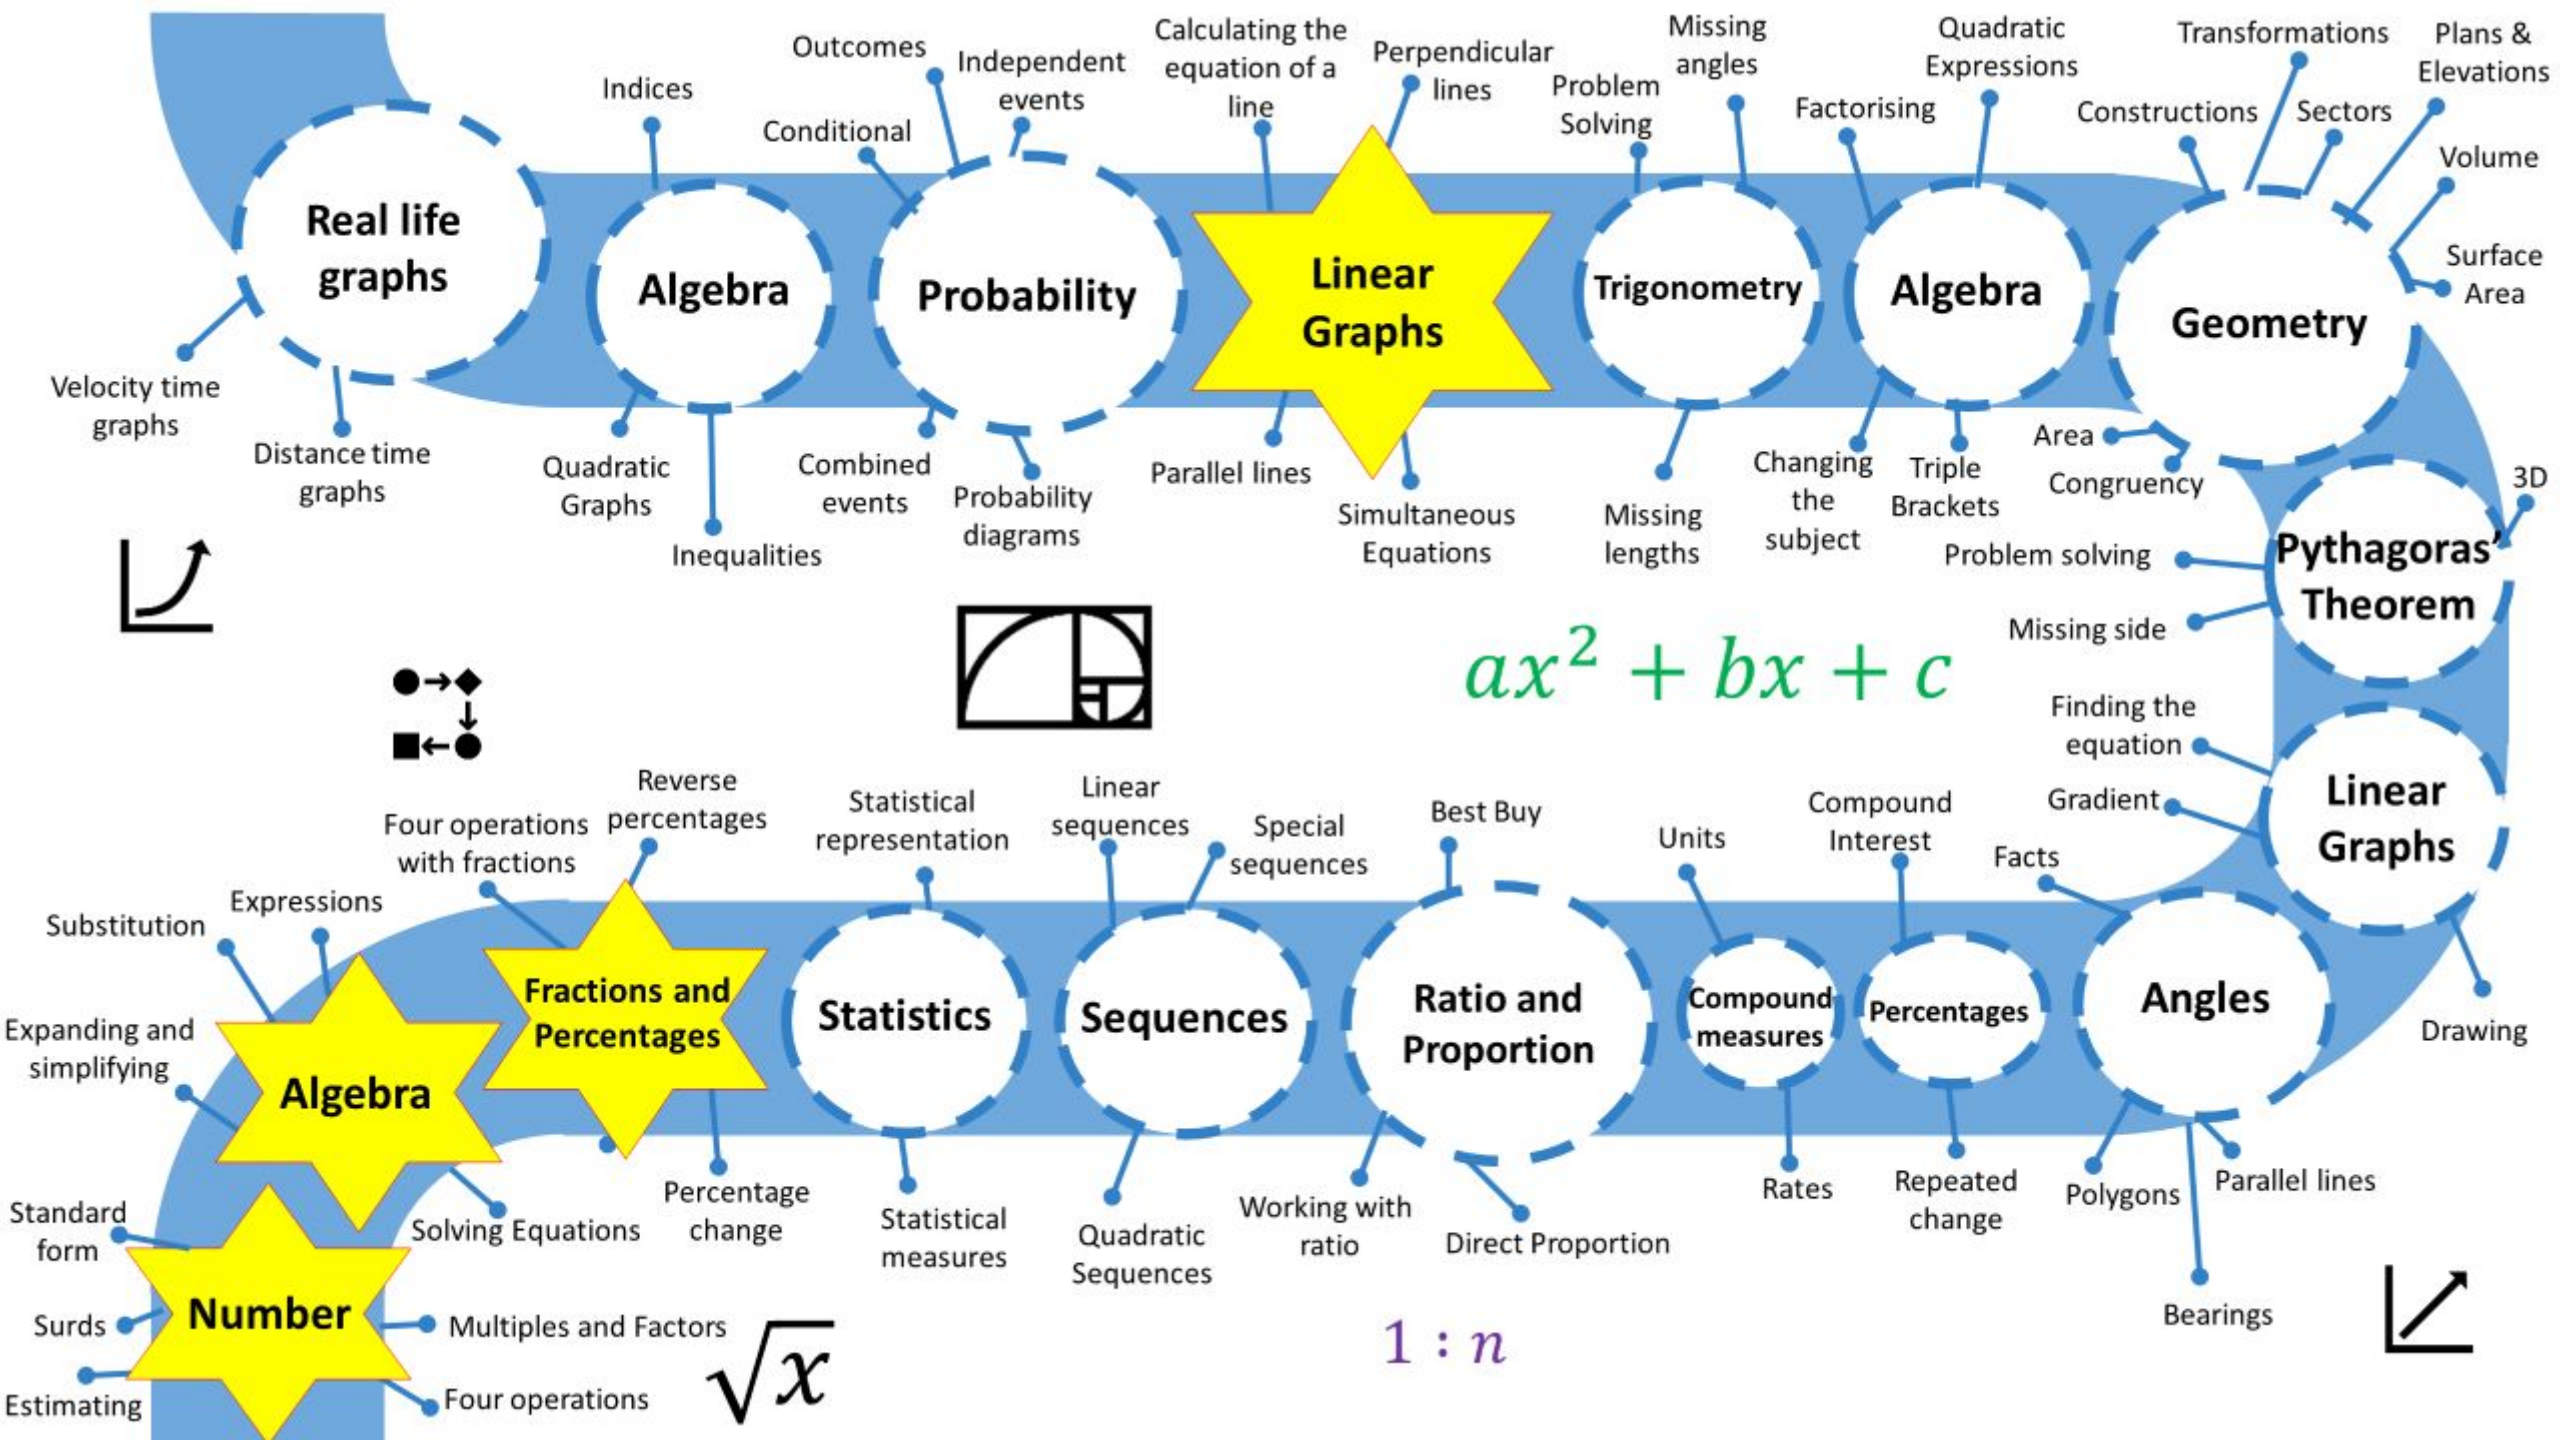 Real life
graphs
Velocity time
graphs
Distance time
graphs
Algebra
Indices
Quadratic
Graphs
Inequalities
Probability
Conditional
Outcomes
Independent
events
Combined
events
Probability
diagrams
Linear
Graphs
Calculating the
equation of a
line
Perpendicular
lines
Parallel lines
Simultaneous
Equations
Trigonometry
Problem
Solving
Missing
angles
Missing
lengths
Algebra
Factorising
Quadratic
Expressions
Changing
the
subject
Triple
Brackets
Geometry
Constructions
Transformations
Sectors
Plans &
Elevations
Volume
Surface
Area
Area
Congruency
Pythagoras'
Theorem
3D
Problem solving
Missing side
ax² + bx + c
Linear
Graphs
Finding the
equation
Gradient
Drawing
Angles
Facts
Polygons
Parallel lines
Bearings
Percentages
Compound
Interest
Repeated
change
Compound
measures
Units
Rates
Ratio and
Proportion
Best Buy
Working with
ratio
Direct Proportion
Sequences
Linear
sequences
Special
sequences
Quadratic
Sequences
Statistics
Statistical
representation
Statistical
measures
Fractions and
Percentages
Four operations
with fractions
Reverse
percentages
Percentage
change
Algebra
Substitution
Expressions
Expanding and
simplifying
Solving Equations
Number
Standard
form
Surds
Estimating
Multiples and Factors
Four operations
√x
1 : n